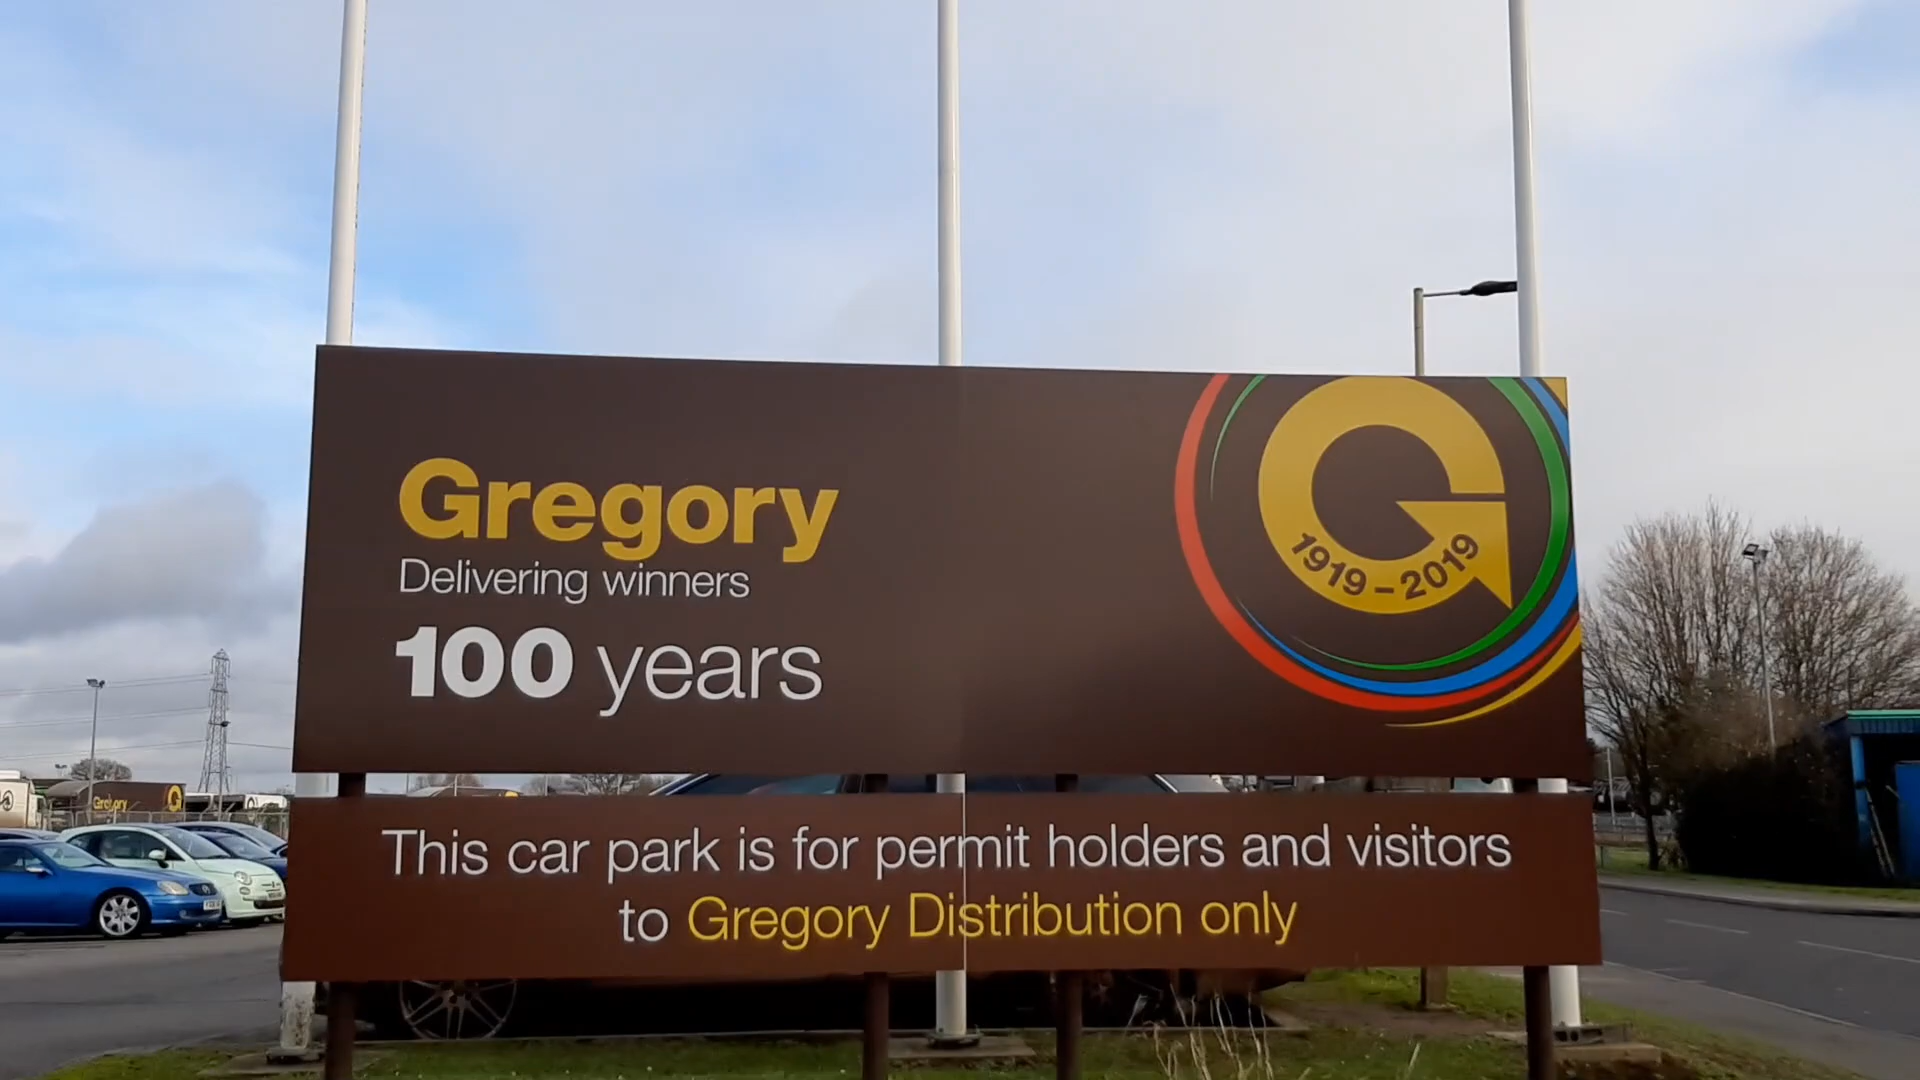 Gregory
Delivering winners
100 years
1919-2019
This car park is for permit holders and visitors
to Gregory Distribution only
Gregory